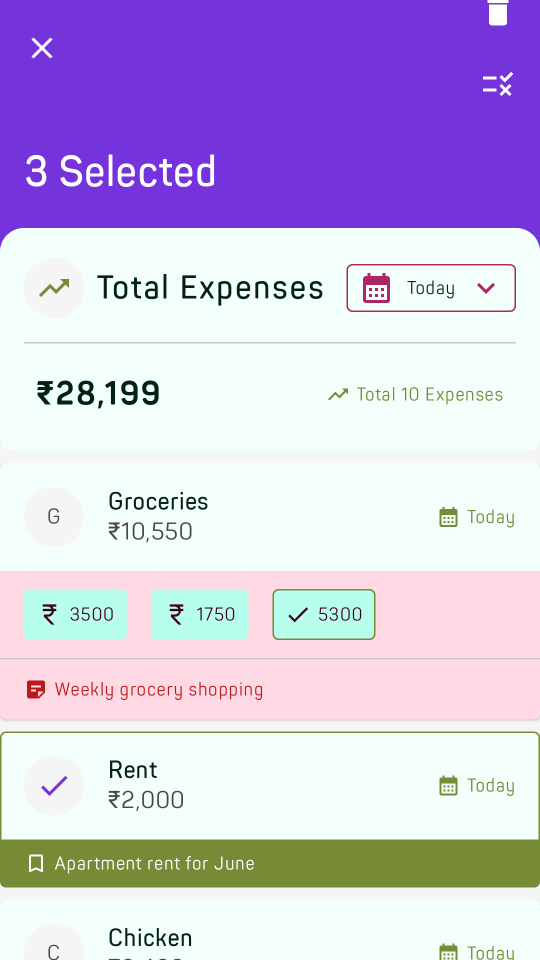 3 Selected
Total Expenses
Today
₹28,199
Total 10 Expenses
G
Groceries
₹10,550
Today
₹ 3500
₹ 1750
5300
Weekly grocery shopping
Rent
₹2,000
Today
Apartment rent for June
C
Chicken
Today